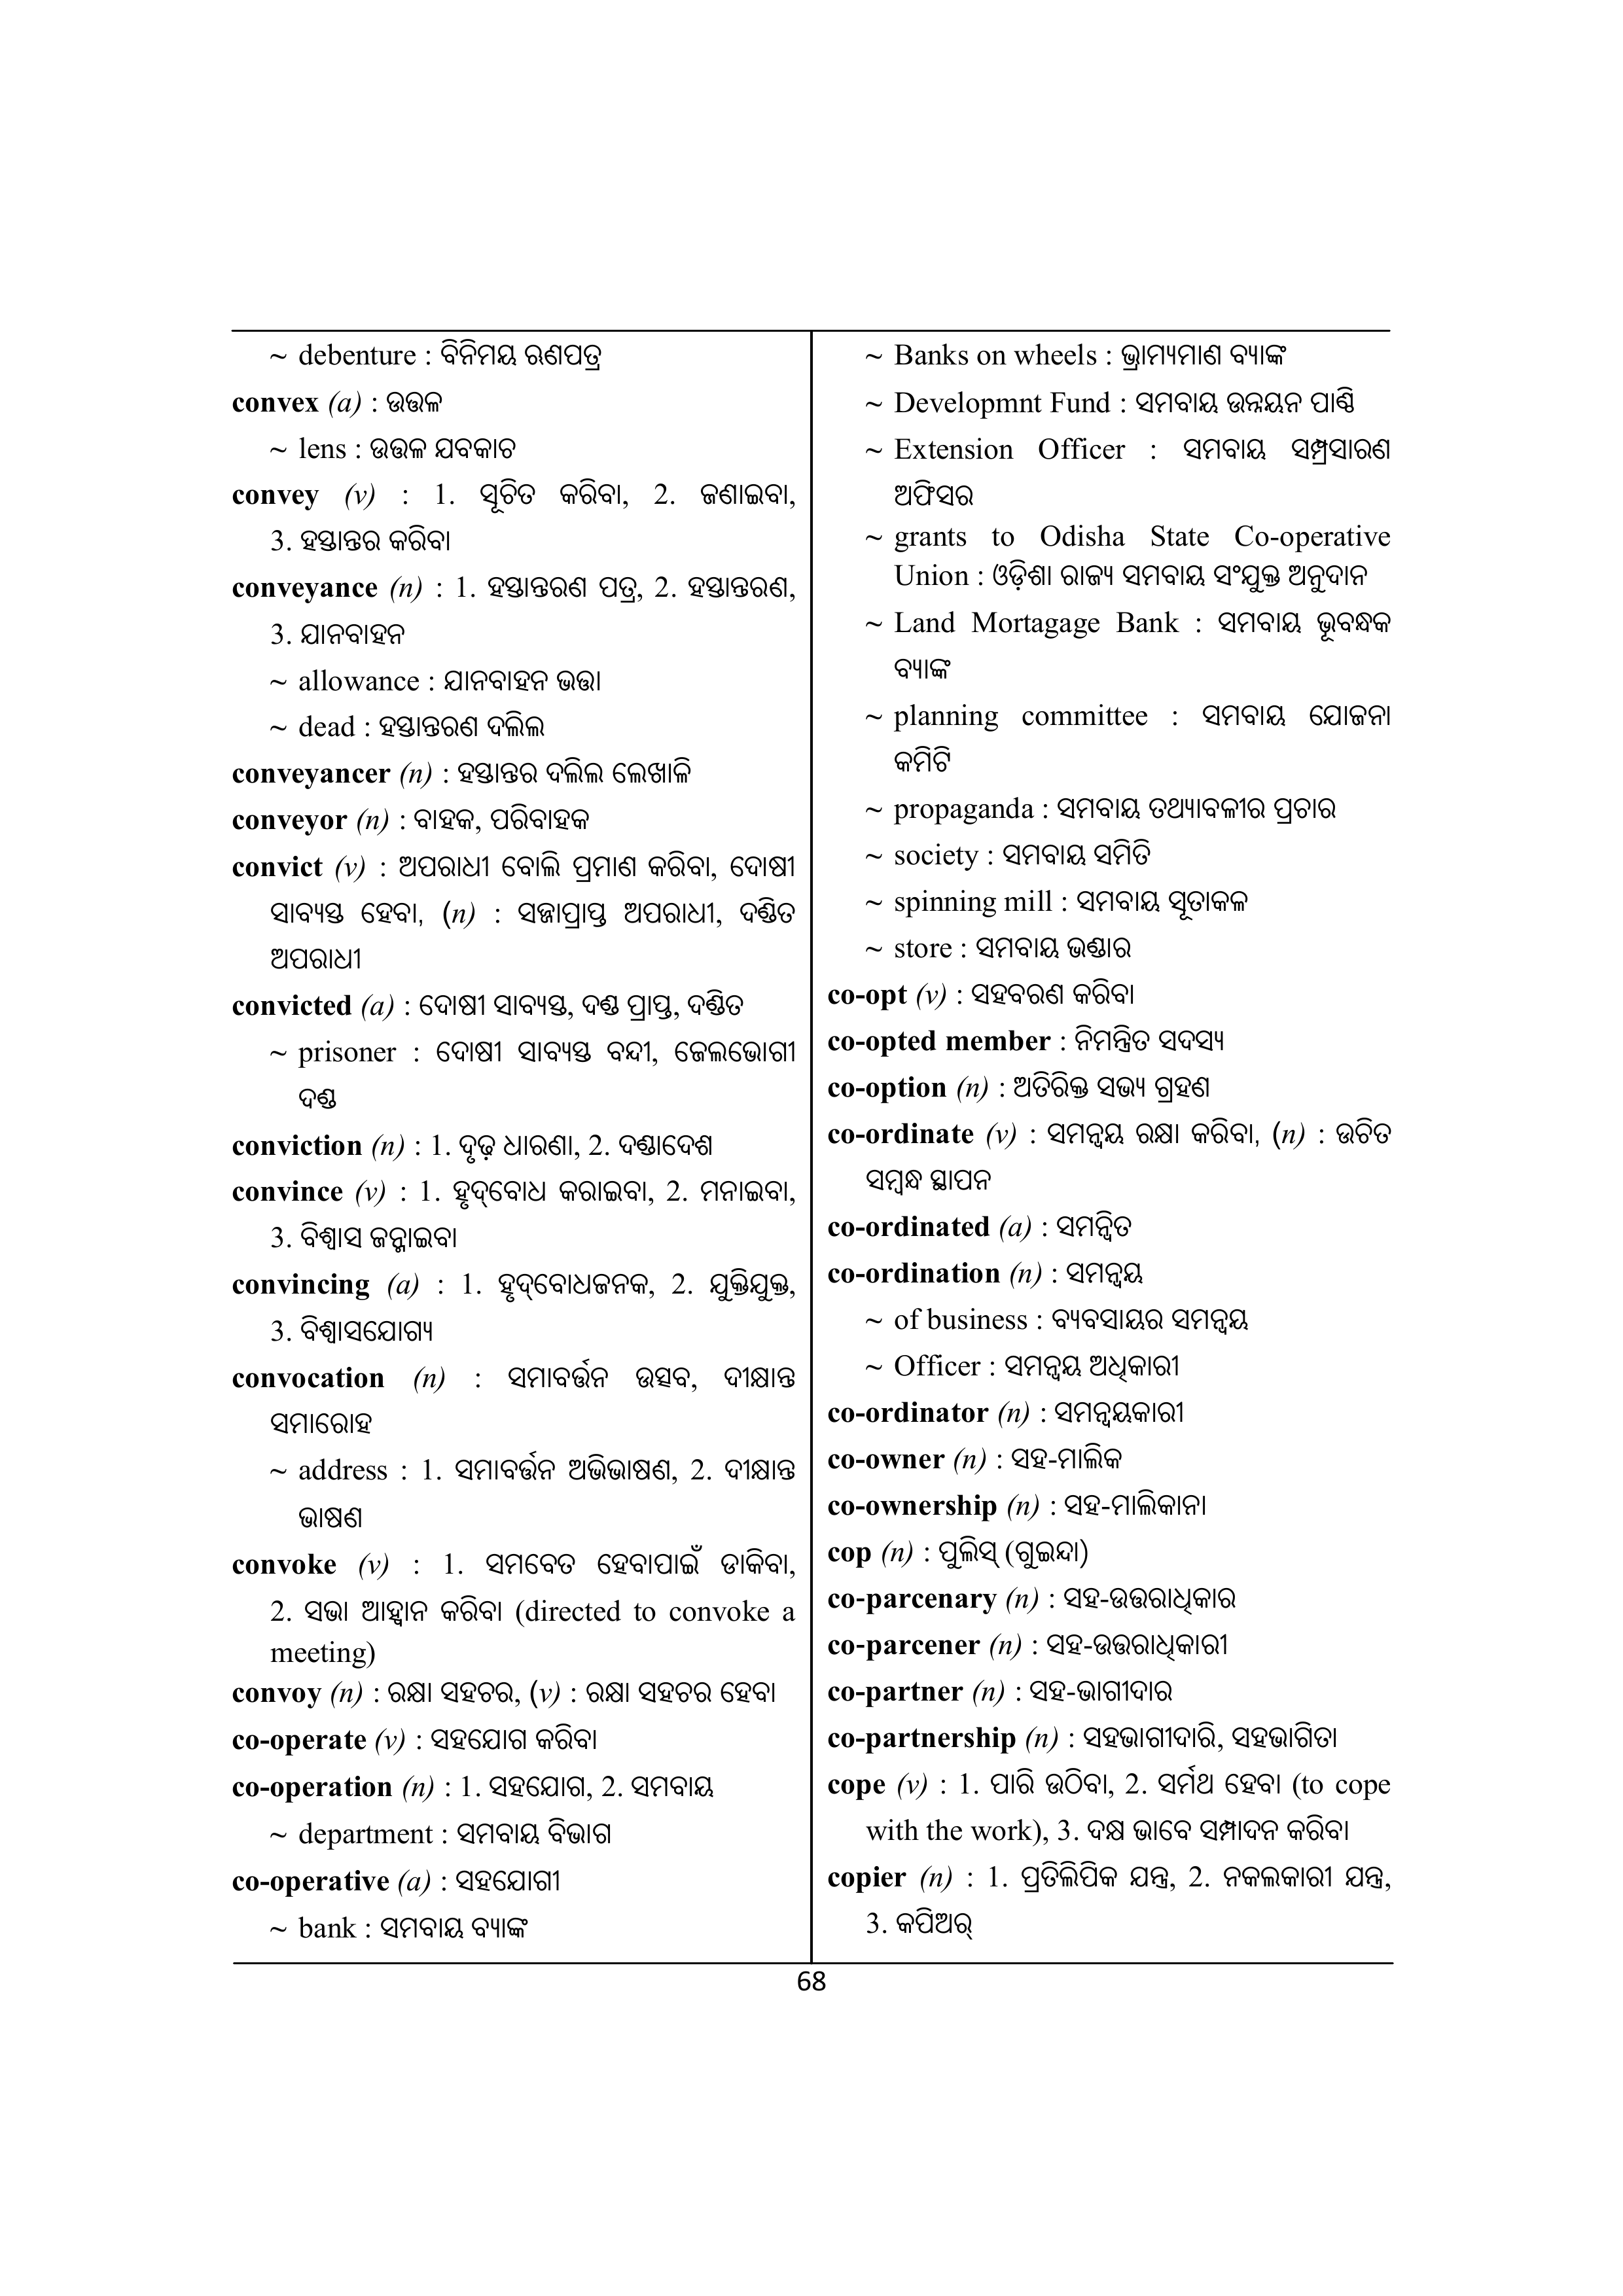 ~ debenture : ବିନିମୟ ଋଣପତ୍ର
convex (a) : ଉତ୍ତଳ
~ lens : ଉତ୍ତଳ ଯବକାଚ
convey (v) : 1. ସୂଚିତ କରିବା, 2. ଜଣାଇବା,
3. ହସ୍ତାନ୍ତର କରିବା
conveyance (n) : 1. ହସ୍ତାନ୍ତରଣ ପତ୍ର, 2. ହସ୍ତାନ୍ତରଣ,
3. ଯାନବାହନ
~ allowance : ଯାନବାହନ ଭତ୍ତା
~ dead : ହସ୍ତାନ୍ତରଣ ଦଲିଲ
conveyancer (n) : ହସ୍ତାନ୍ତର ଦଲିଲ ଲେଖାଳି
conveyor (n) : ବାହକ, ପରିବାହକ
convict (v) : ଅପରାଧୀ ବୋଲି ପ୍ରମାଣ କରିବା, ଦୋଷୀ
ସାବ୍ୟସ୍ତ ହେବା, (n) : ସଜ୍ଜାପ୍ରାପ୍ତ ଅପରାଧୀ, ଦଣ୍ଡିତ
ଅପରାଧୀ
convicted (a) : ଦୋଷୀ ସାବ୍ୟସ୍ତ, ଦଣ୍ଡ ପ୍ରାପ୍ତ, ଦଣ୍ଡିତ
~ prisoner : ଦୋଷୀ ସାବ୍ୟସ୍ତ ବନ୍ଦୀ, ଜେଲଭୋଗୀ
ଦଣ୍ଡ
conviction (n) : 1. ଦୃଢ଼ ଧାରଣା, 2. ଦଣ୍ଡାଦେଶ
convince (v) : 1. ହୃଦ୍‌ବୋଧ କରାଇବା, 2. ମନାଇବା,
3. ବିଶ୍ୱାସ ଜନ୍ମାଇବା
convincing (a) : 1. ହୃଦ୍‌ବୋଧଜନକ, 2. ଯୁକ୍ତିଯୁକ୍ତ,
3. ବିଶ୍ୱାସଯୋଗ୍ୟ
convocation (n) : ସମାବର୍ତ୍ତନ ଉତ୍ସବ, ଦୀକ୍ଷାନ୍ତ
ସମାରୋହ
~ address : 1. ସମାବର୍ତ୍ତନ ଅଭିଭାଷଣ, 2. ଦୀକ୍ଷାନ୍ତ
ଭାଷଣ
convoke (v) : 1. ସମବେତ ହେବାପାଇଁ ଡାକିବା,
2. ସଭା ଆହ୍ୱାନ କରିବା (directed to convoke a
meeting)
convoy (n) : ରକ୍ଷା ସହଚର, (v) : ରକ୍ଷା ସହଚର ହେବା
co-operate (v) : ସହଯୋଗ କରିବା
co-operation (n) : 1. ସହଯୋଗ, 2. ସମବାୟ
~ department : ସମବାୟ ବିଭାଗ
co-operative (a) : ସହଯୋଗୀ
~ bank : ସମବାୟ ବ୍ୟାଙ୍କ
~ Banks on wheels : ଭ୍ରାମ୍ୟମାଣ ବ୍ୟାଙ୍କ
~ Developmnt Fund : ସମବାୟ ଉନ୍ନୟନ ପାଣ୍ଠି
~ Extension Officer : ସମବାୟ ସମ୍ପ୍ରସାରଣ
ଅଫିସର
~ grants to Odisha State Co-operative
Union : ଓଡ଼ିଶା ରାଜ୍ୟ ସମବାୟ ସଂଯୁକ୍ତ ଅନୁଦାନ
~ Land Mortagage Bank : ସମବାୟ ଭୂବନ୍ଧକ
ବ୍ୟାଙ୍କ
~ planning committee : ସମବାୟ ଯୋଜନା
କମିଟି
~ propaganda : ସମବାୟ ତଥ୍ୟାବଳୀର ପ୍ରଚାର
~ society : ସମବାୟ ସମିତି
~ spinning mill : ସମବାୟ ସୂତାକଳ
~ store : ସମବାୟ ଭଣ୍ଡାର
co-opt (v) : ସହବରଣ କରିବା
co-opted member : ନିମନ୍ତ୍ରିତ ସଦସ୍ୟ
co-option (n) : ଅତିରିକ୍ତ ସଭ୍ୟ ଗ୍ରହଣ
co-ordinate (v) : ସମନ୍ୱୟ ରକ୍ଷା କରିବା, (n) : ଉଚିତ
ସମ୍ବନ୍ଧ ସ୍ଥାପନ
co-ordinated (a) : ସମନ୍ୱିତ
co-ordination (n) : ସମନ୍ୱୟ
~ of business : ବ୍ୟବସାୟର ସମନ୍ୱୟ
~ Officer : ସମନ୍ୱୟ ଅଧିକାରୀ
co-ordinator (n) : ସମନ୍ୱୟକାରୀ
co-owner (n) : ସହ-ମାଲିକ
co-ownership (n) : ସହ-ମାଲିକାନା
cop (n) : ପୁଲିସ୍ (ଗୁଇନ୍ଦା)
co-parcenary (n) : ସହ-ଉତ୍ତରାଧିକାର
co-parcener (n) : ସହ-ଉତ୍ତରାଧିକାରୀ
co-partner (n) : ସହ-ଭାଗୀଦାର
co-partnership (n) : ସହଭାଗୀଦାରି, ସହଭାଗିତା
cope (v) : 1. ପାରି ଉଠିବା, 2. ସର୍ମଥ ହେବା (to cope
with the work), 3. ଦକ୍ଷ ଭାବେ ସମ୍ପାଦନ କରିବା
copier (n) : 1. ପ୍ରତିଲିପିକ ଯନ୍ତ୍ର, 2. ନକଲକାରୀ ଯନ୍ତ୍ର,
3. କପିଅର୍
68